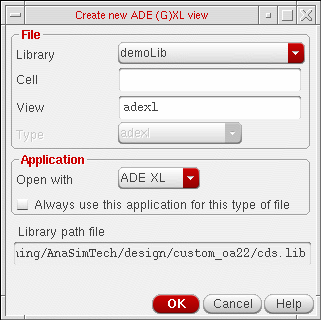 Create new ADE (G)XL view
File
Library demoLib
Cell
View adexl
Type adexl
Application
Open with ADE XL
Always use this application for this type of file
Library path file
ning/AnaSimTech/design/custom_oa22/cds.lib
OK Cancel Help